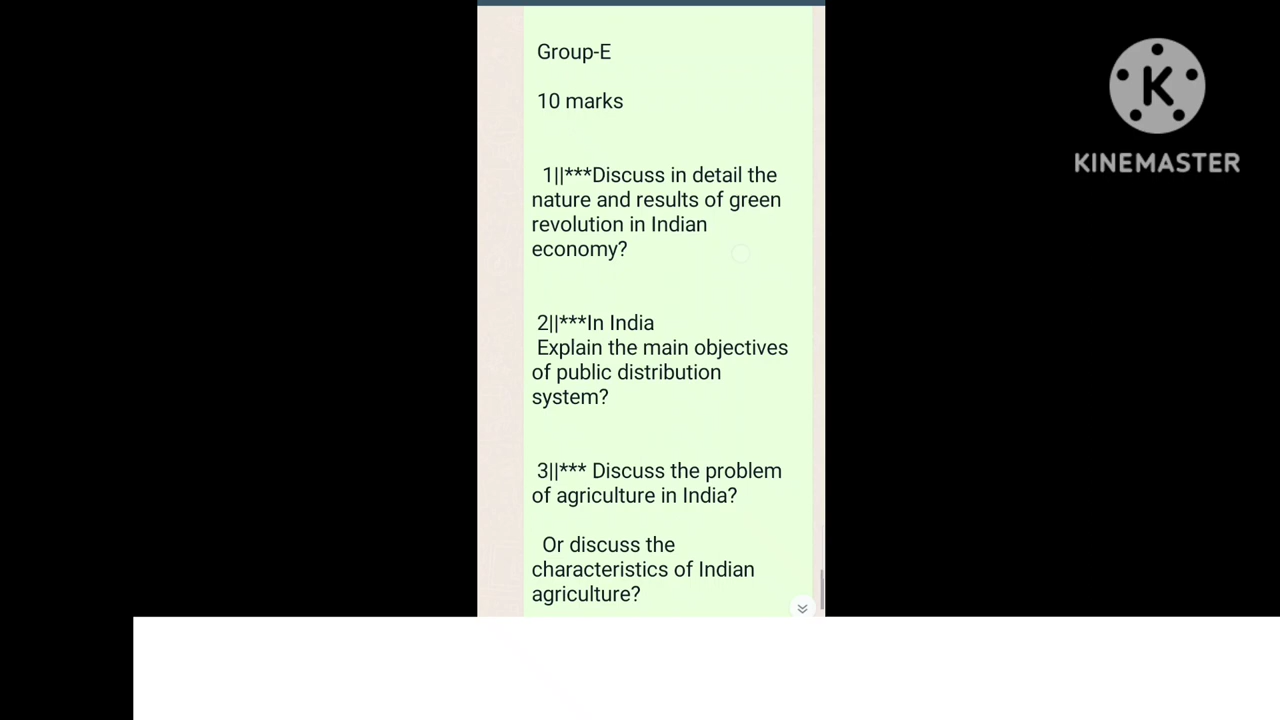 Group-E
10 marks
1||***Discuss in detail the
nature and results of green
revolution in Indian
economy?
2||***In India
Explain the main objectives
of public distribution
system?
3||*** Discuss the problem
of agriculture in India?
Or discuss the
characteristics of Indian
agriculture?
K
KINEMASTER